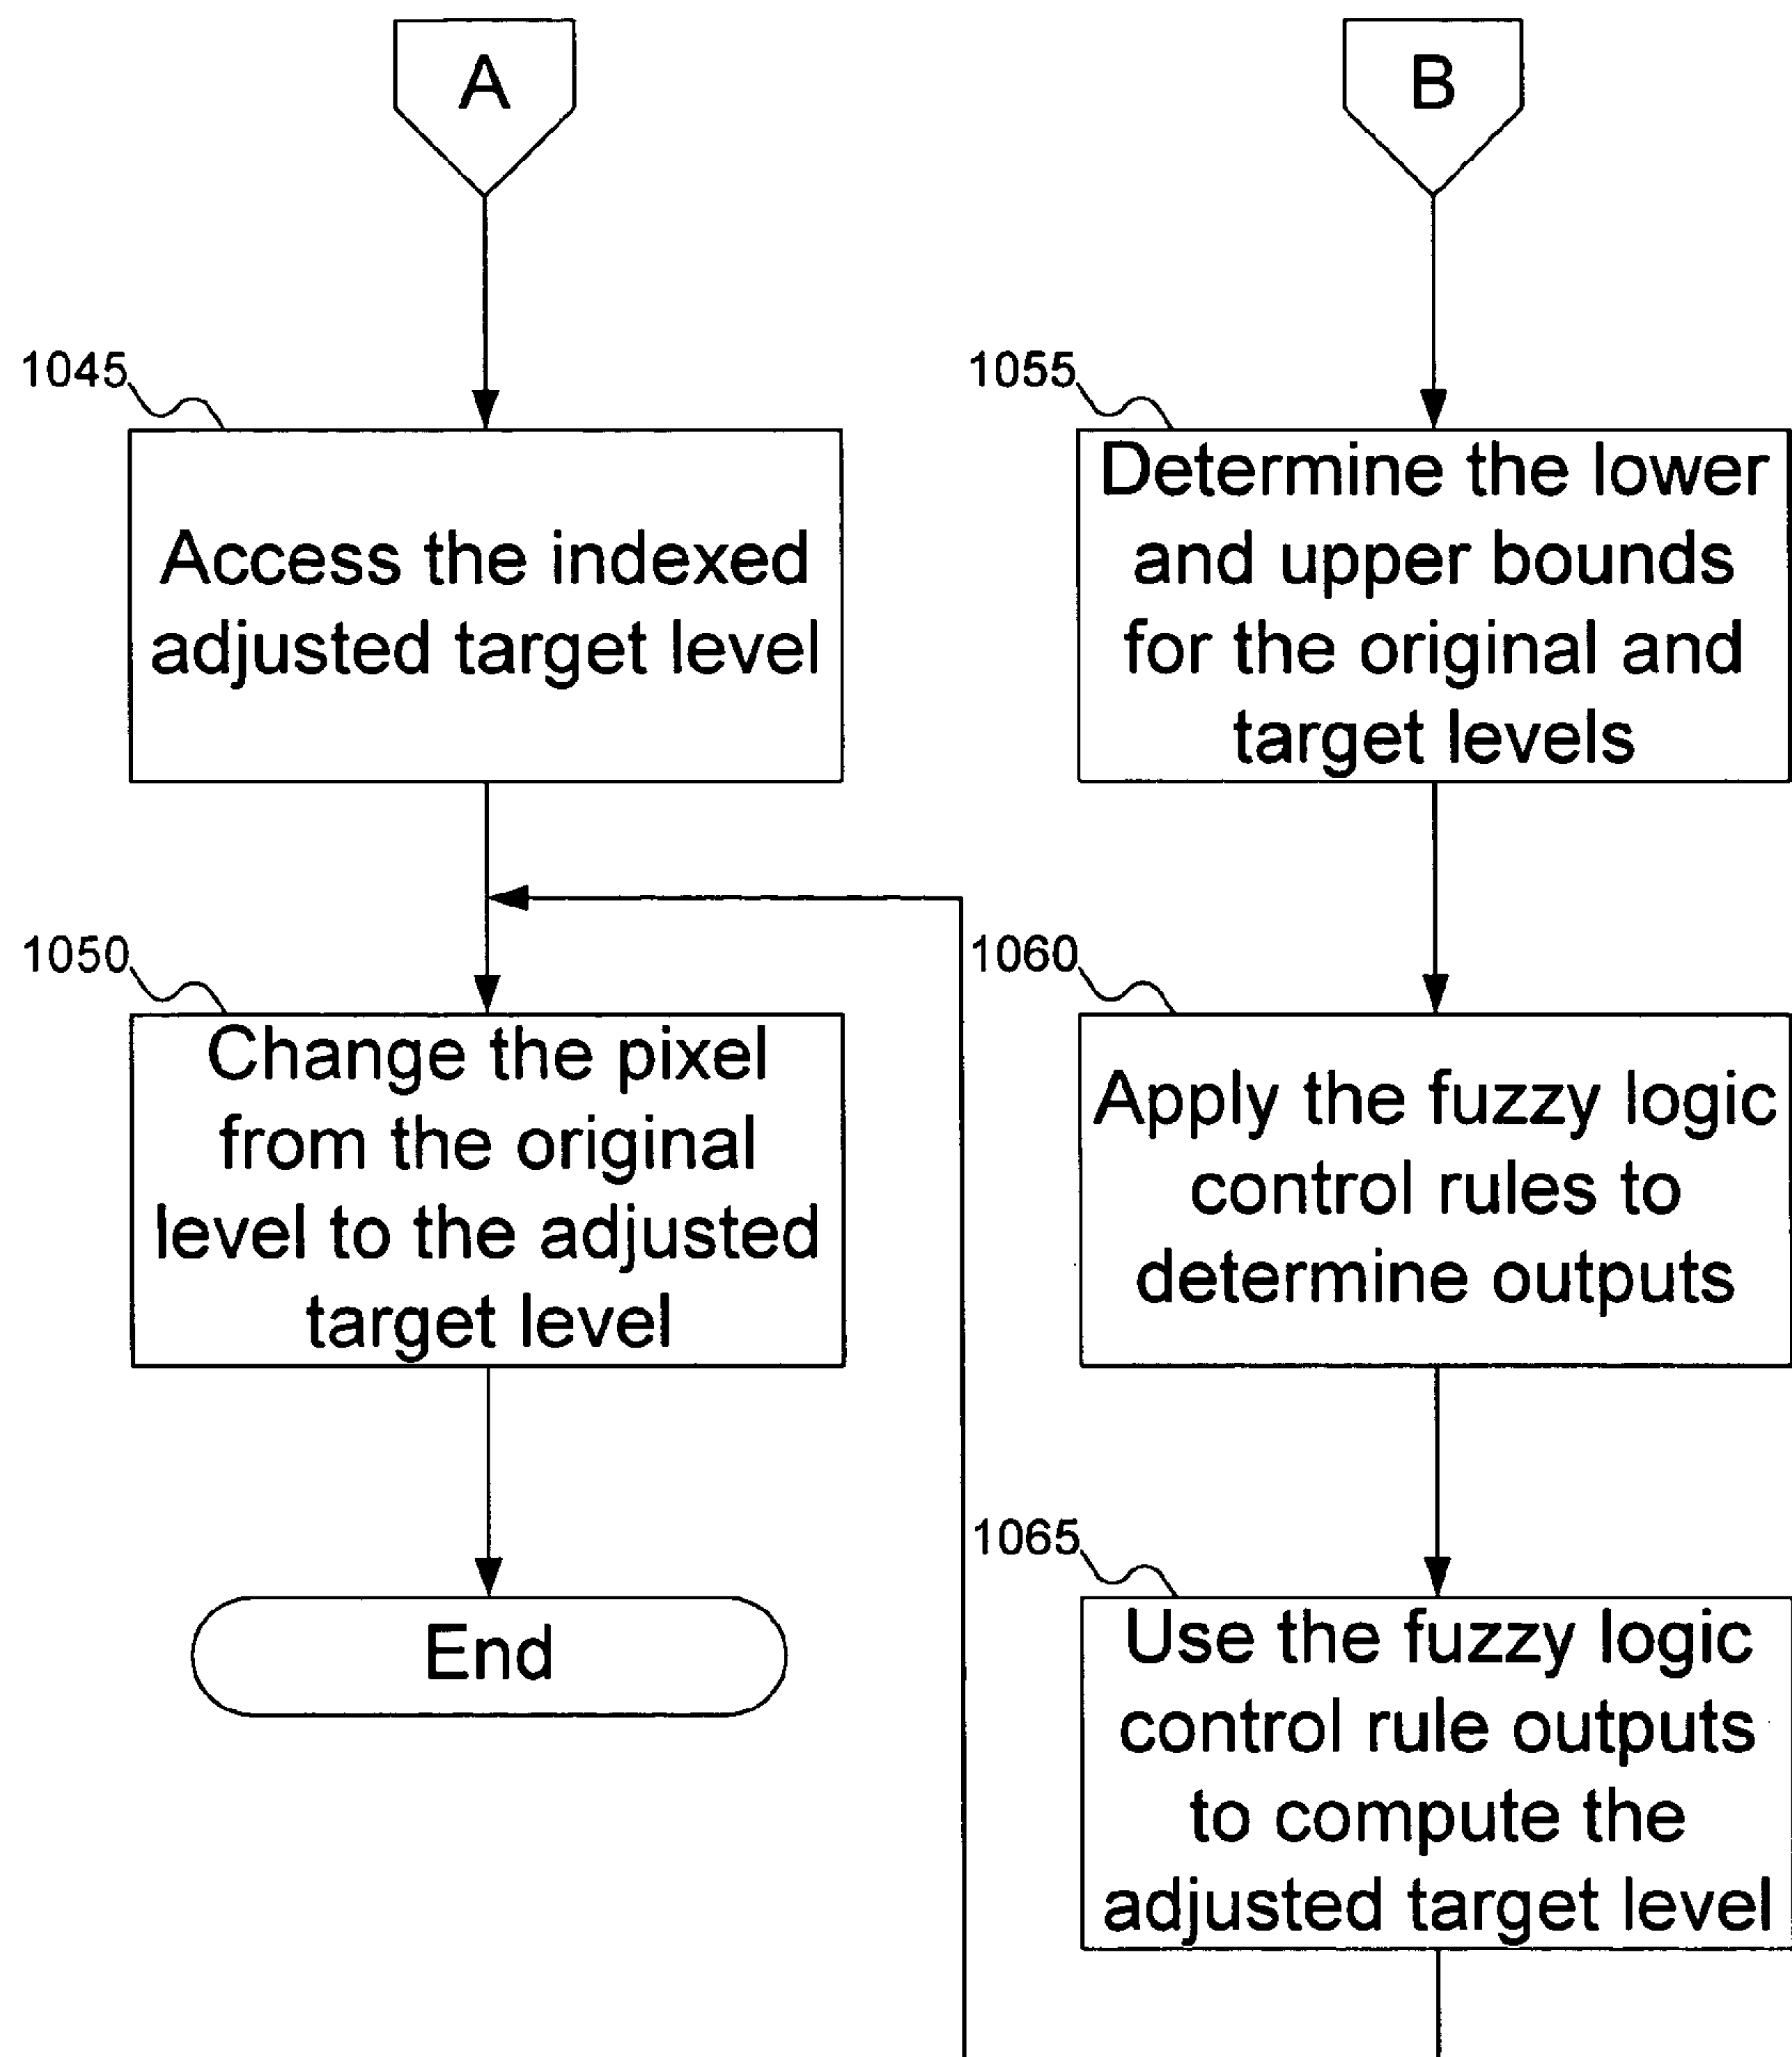 A
1045
Access the indexed
adjusted target level
1050
Change the pixel
from the original
level to the adjusted
target level
End
B
1055
Determine the lower
and upper bounds
for the original and
target levels
1060
Apply the fuzzy logic
control rules to
determine outputs
1065
Use the fuzzy logic
control rule outputs
to compute the
adjusted target level